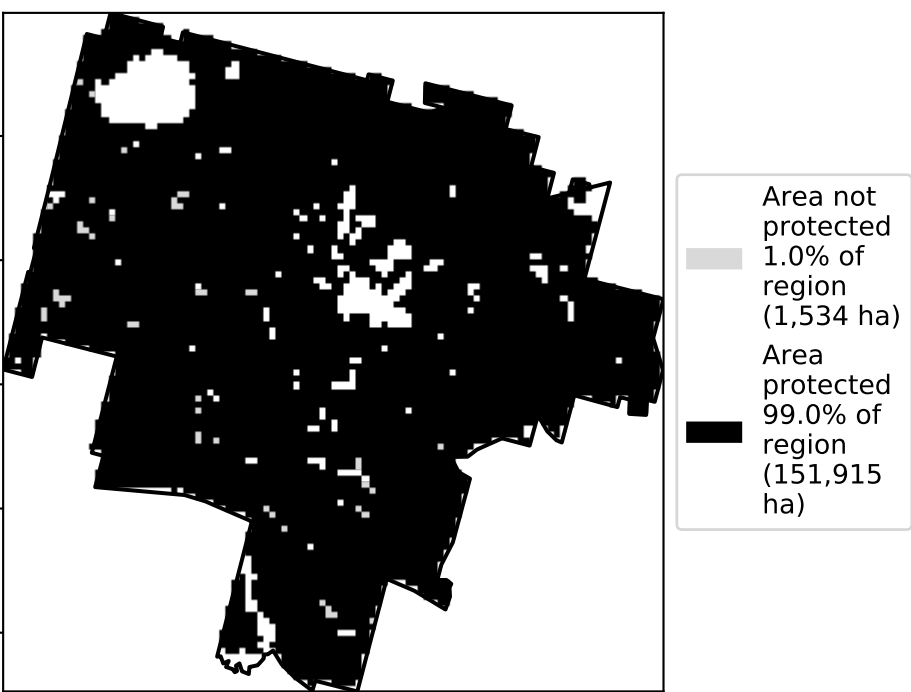 Area not
protected
1.0% of
region
(1,534 ha)
Area
protected
99.0% of
region
(151,915
ha)